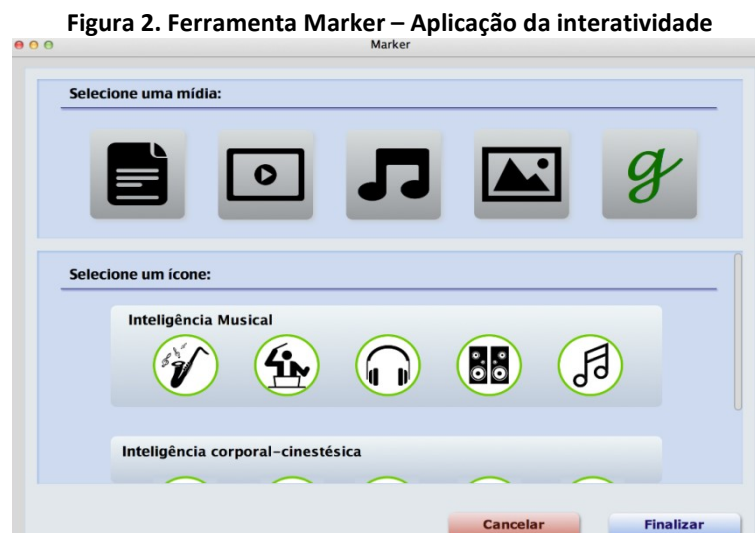 Figura 2. Ferramenta Marker – Aplicação da interatividade
Marker
Selecione uma mídia:
g
Selecione um ícone:
Inteligência Musical
Inteligência corporal-cinestésica
Cancelar
Finalizar